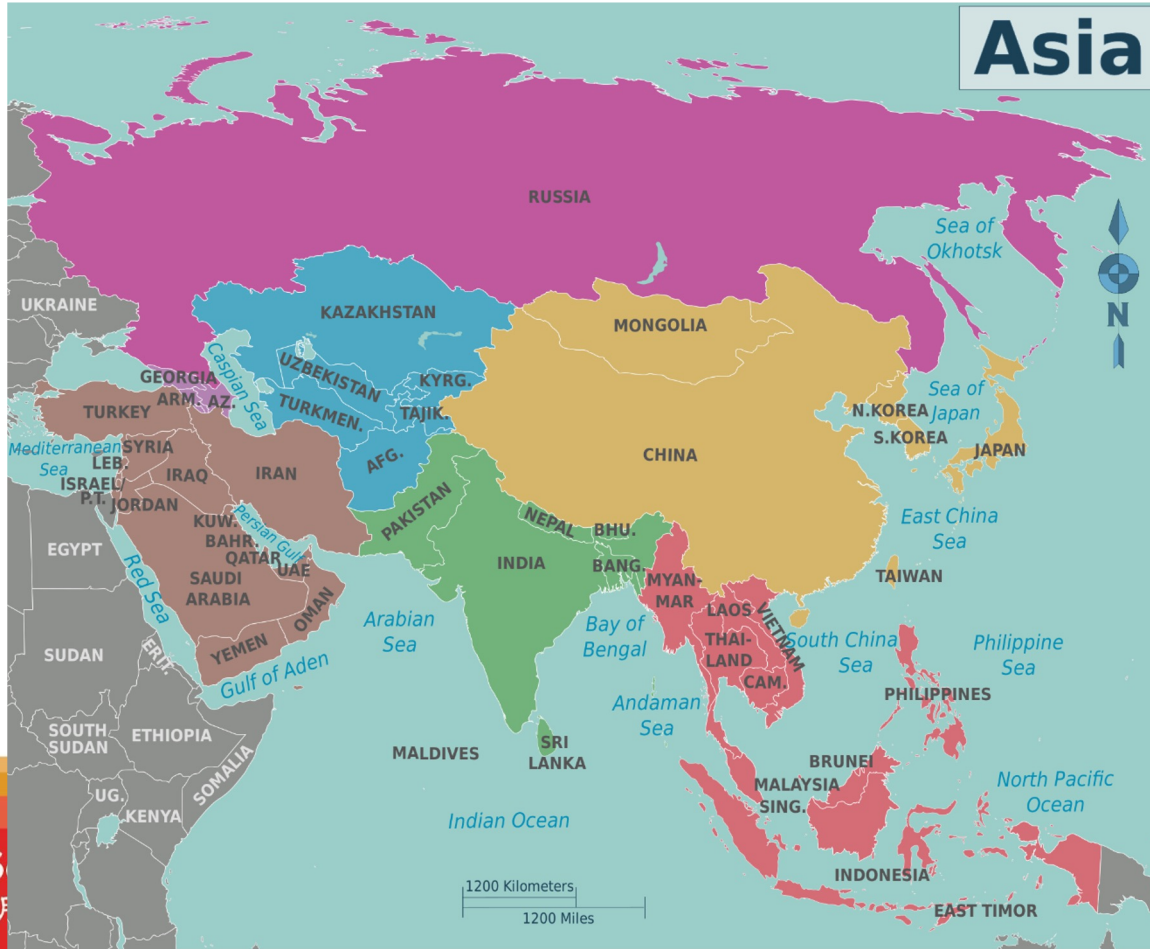 Asia
RUSSIA
Sea of
Okhotsk
N
UKRAINE
KAZAKHSTAN
MONGOLIA
Caspian Sea
GEORGIA
UZBEKISTAN
KYRG.
ARM.
AZ.
TURKEY
TURKMEN.
TAJIK.
N.KOREA
Sea of
Japan
S.KOREA
JAPAN
Mediterranean
Sea
SYRIA
LEB.
ISRAEL/
P.T.
JORDAN
IRAQ
IRAN
AFG.
CHINA
PAKISTAN
KUW.
BAHR.
QATAR
Persian Gulf
UAE
NEPAL
BHU.
East China
Sea
EGYPT
Red Sea
SAUDI
ARABIA
OMAN
INDIA
BANG.
MYAN-
MAR
TAIWAN
LAOS
VIETNAM
Arabian
Sea
Bay of
Bengal
THAI-
LAND
South China
Sea
Philippine
Sea
SUDAN
ERIT.
YEMEN
Gulf of Aden
CAM.
PHILIPPINES
Andaman
Sea
SOUTH
SUDAN
ETHIOPIA
SOMALIA
MALDIVES
SRI
LANKA
BRUNEI
MALAYSIA
SING.
North Pacific
Ocean
UG.
KENYA
Indian Ocean
INDONESIA
EAST TIMOR
1200 Kilometers
1200 Miles